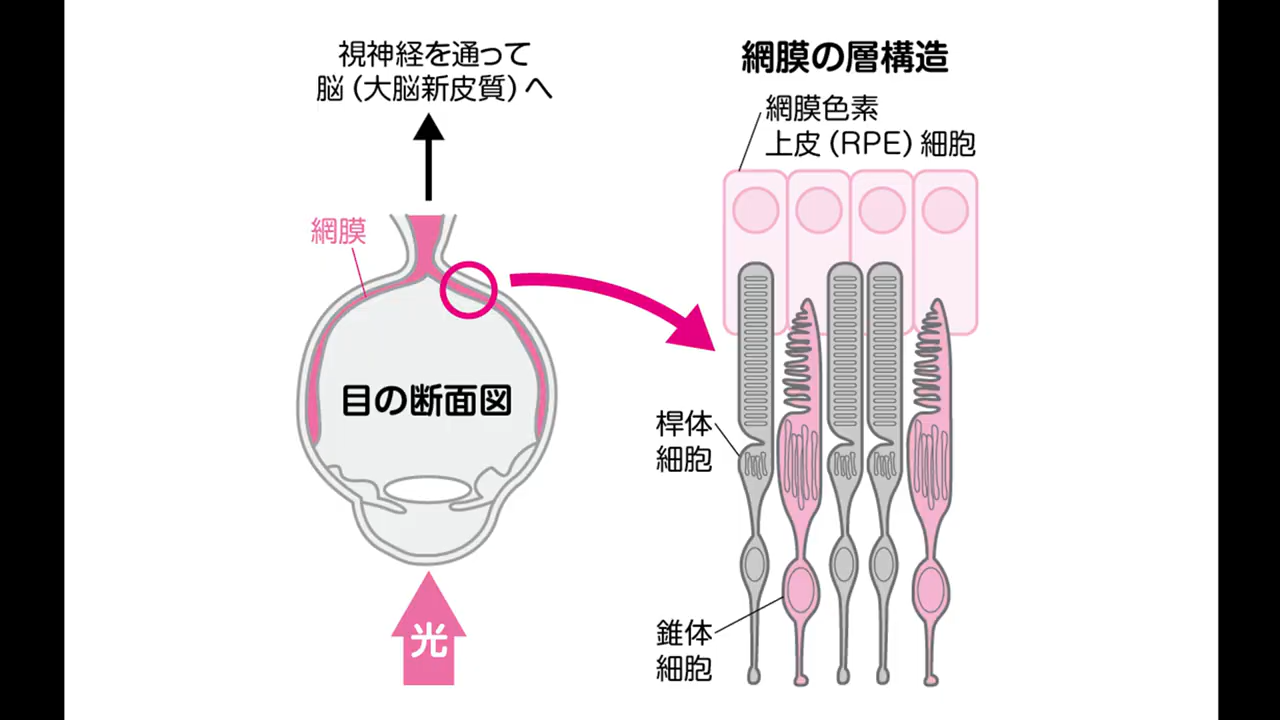 視神経を通って
脳（大脳新皮質）へ
網膜
目の断面図
光
網膜の層構造
網膜色素
上皮（RPE）細胞
桿体
細胞
錐体
細胞